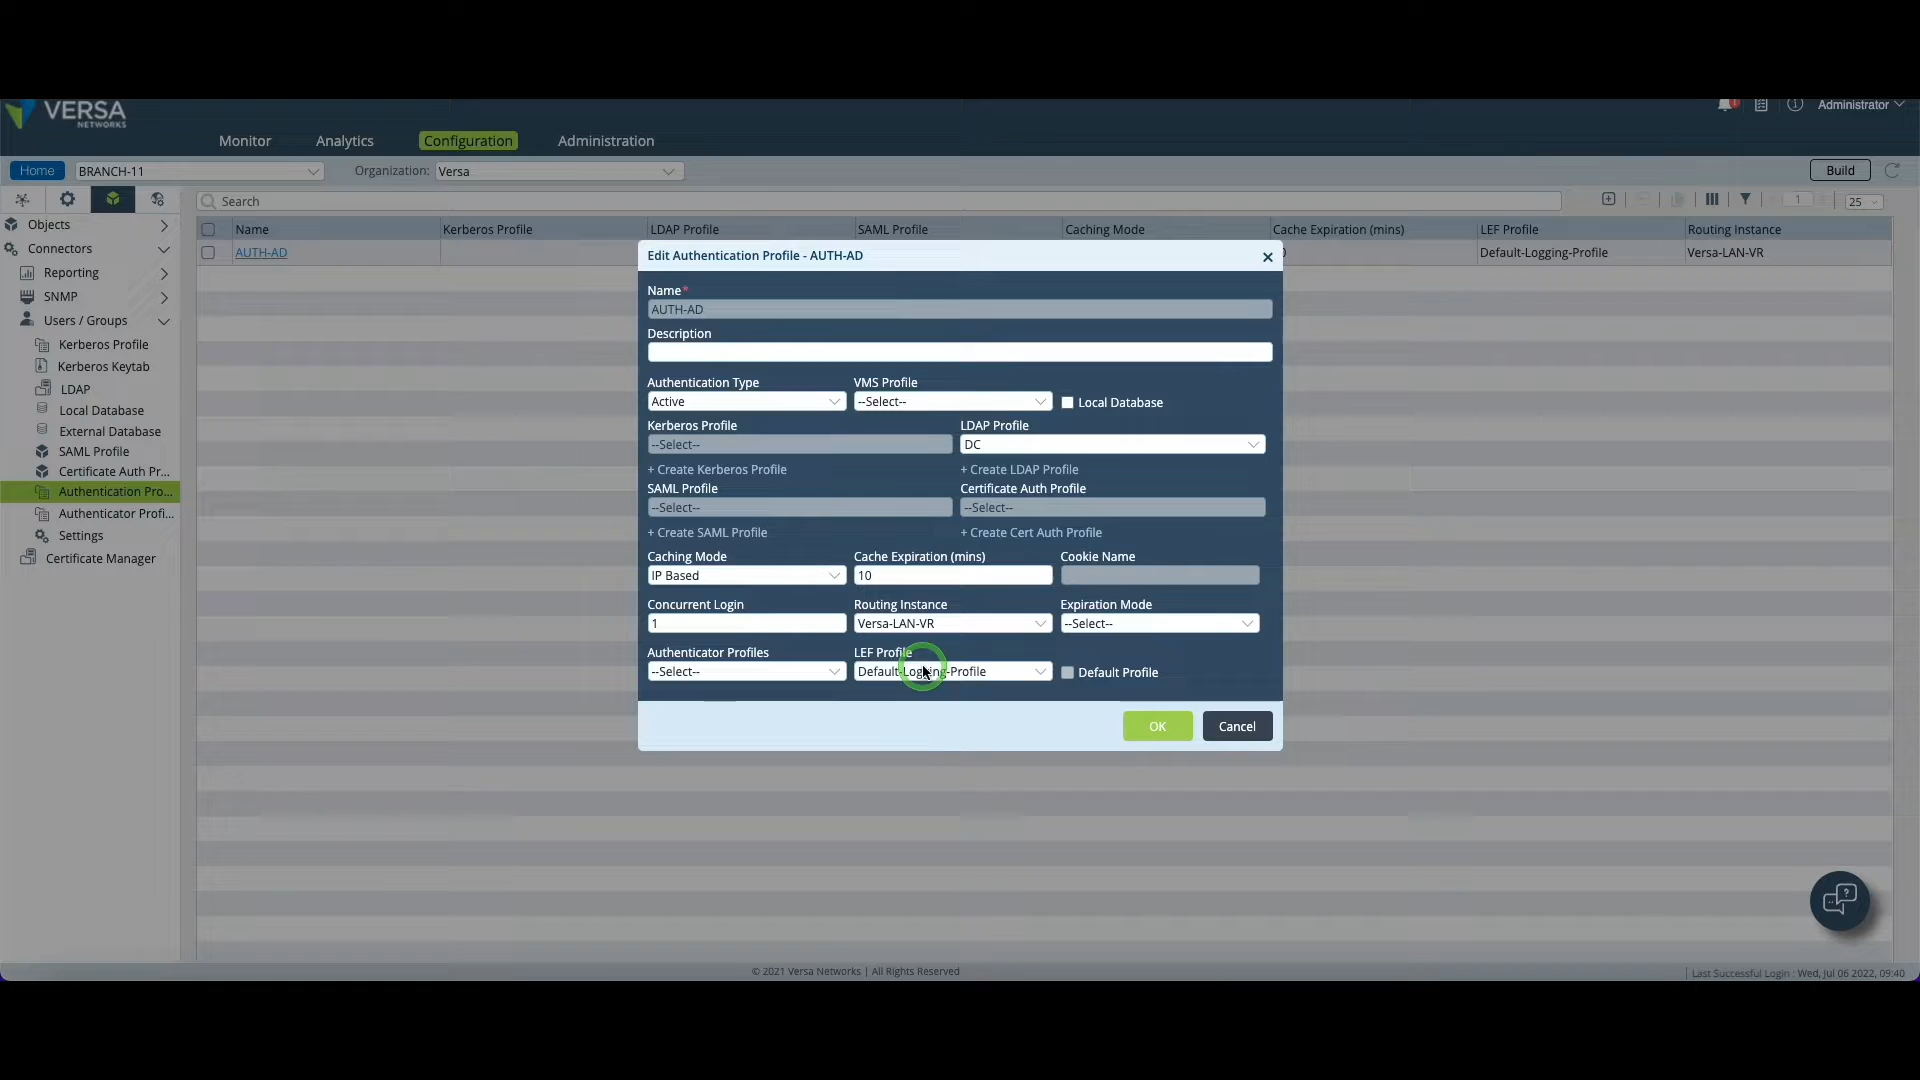 VERSA
NETWORKS
Administrator
Monitor Analytics Configuration Administration
Home BRANCH-11 Organization: Versa Build
Search 1 25
Objects
Connectors
Reporting
SNMP
Users / Groups
Kerberos Profile
Kerberos Keytab
LDAP
Local Database
External Database
SAML Profile
Certificate Auth Pr...
Authentication Pro...
Authenticator Profi...
Settings
Certificate Manager
Name Kerberos Profile LDAP Profile SAML Profile Caching Mode Cache Expiration (mins) LEF Profile Routing Instance
AUTH-AD Default-Logging-Profile Versa-LAN-VR
Edit Authentication Profile - AUTH-AD
Name*
AUTH-AD
Description
Authentication Type VMS Profile
Active --Select-- Local Database
Kerberos Profile LDAP Profile
--Select-- DC
+ Create Kerberos Profile + Create LDAP Profile
SAML Profile Certificate Auth Profile
--Select-- --Select--
+ Create SAML Profile + Create Cert Auth Profile
Caching Mode Cache Expiration (mins) Cookie Name
IP Based 10
Concurrent Login Routing Instance Expiration Mode
1 Versa-LAN-VR --Select--
Authenticator Profiles LEF Profile
--Select-- Default-Logging-Profile Default Profile
OK Cancel
© 2021 Versa Networks | All Rights Reserved
Last Successful Login : Wed, Jul 06 2022, 09:40